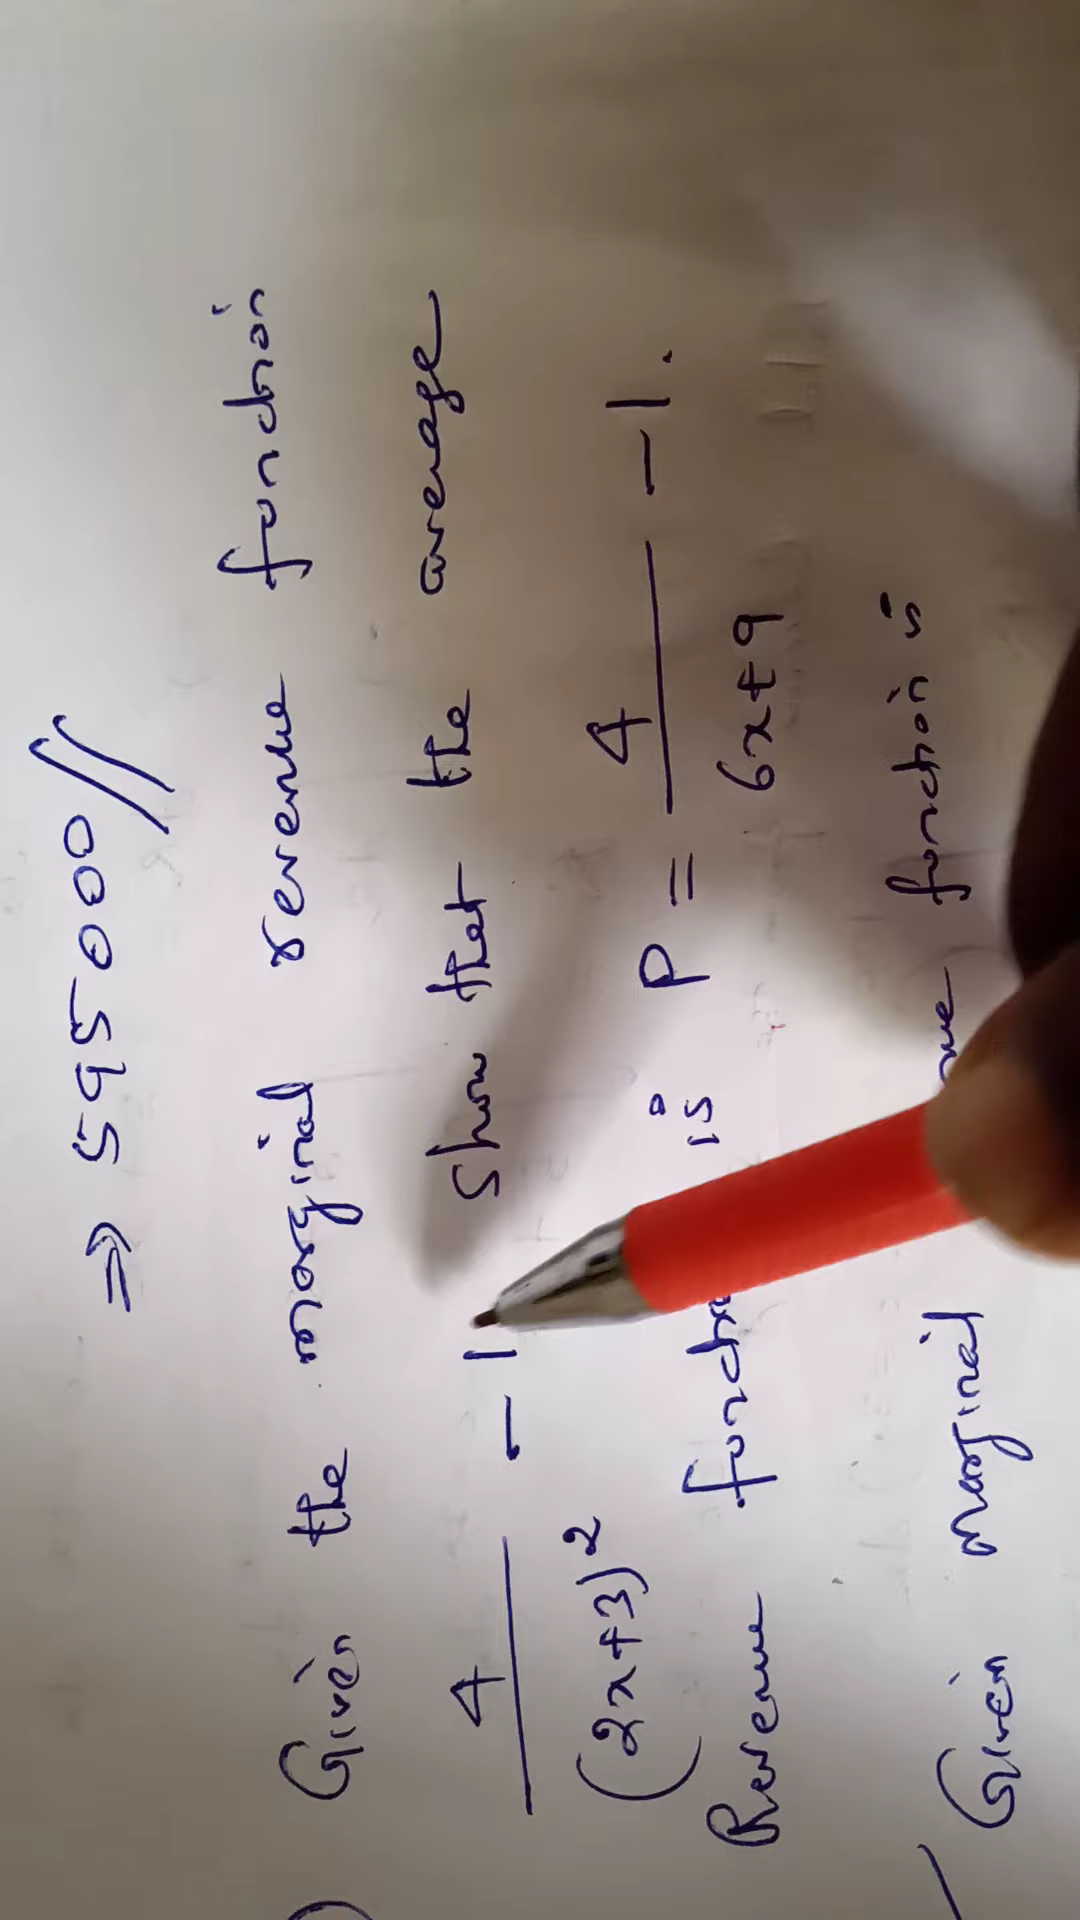 ⇒ 595000//
Given the marginal revenue function
4/(2x+3)² - 1 show that the average
Revenue is P = 4/(6x+9) - 1.
Given marginal function is